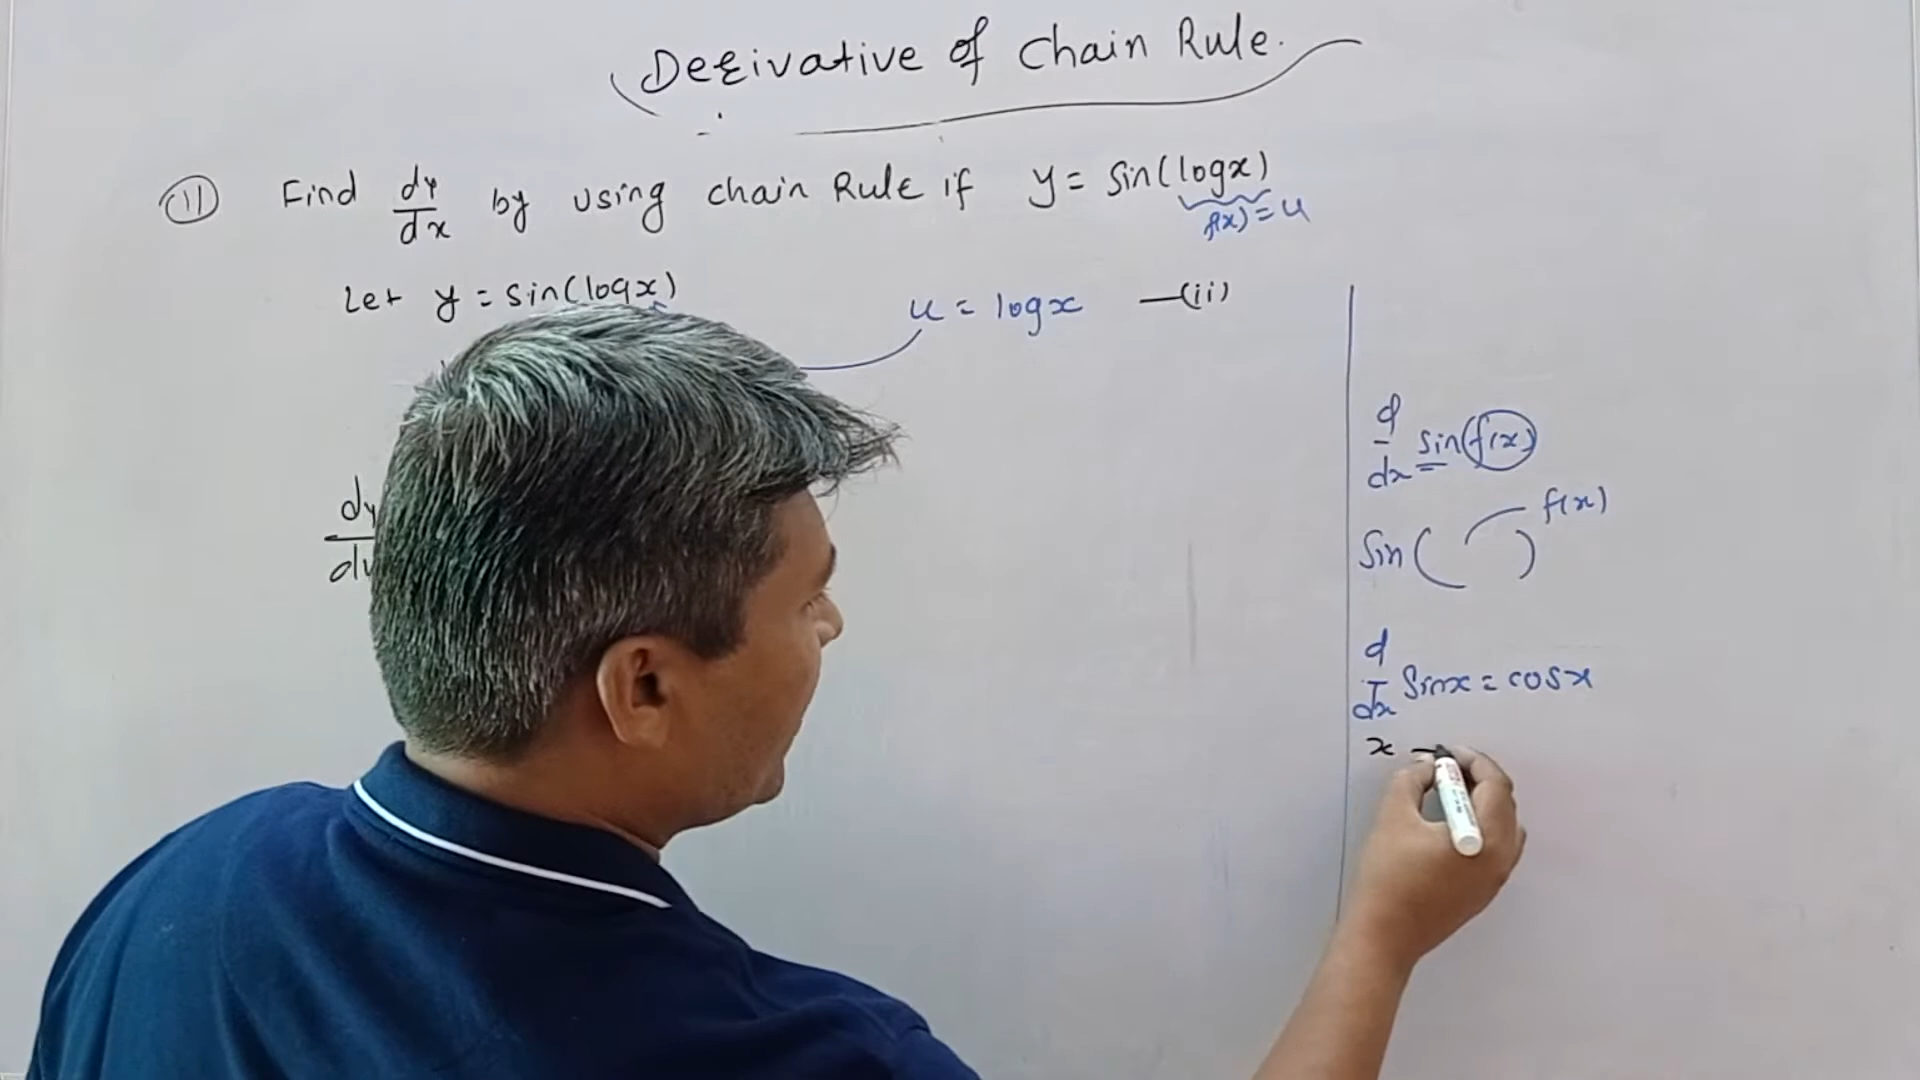 Derivative of Chain Rule.
(11) Find dy/dx by using chain Rule if y = sin(logx)
f(x) = u
Let y = sin(logx)
u = logx —(ii)
dy/du
d/dx sin(f(x))
sin( ) f(x)
d/dx Sinx = cosx
x —